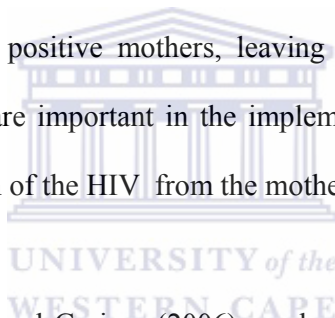 positive mothers, leaving
are important in the implem
of the HIV from the mothe
UNIVERSITY of the
WESTERN CAPE
(2006)